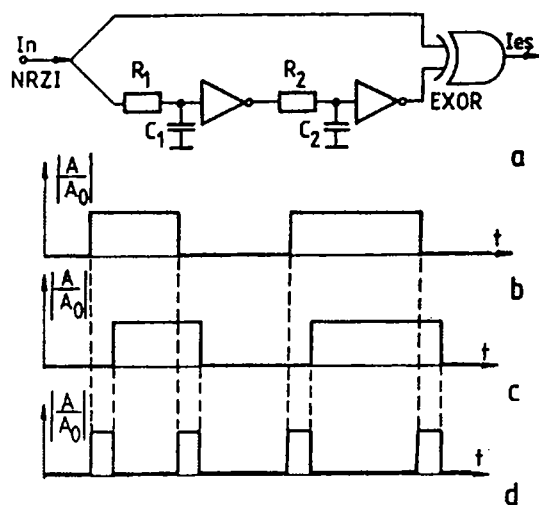 In
NRZI
R1
C1
R2
C2
EXOR
Ies
a
|A/A0|
t
b
|A/A0|
t
c
|A/A0|
t
d